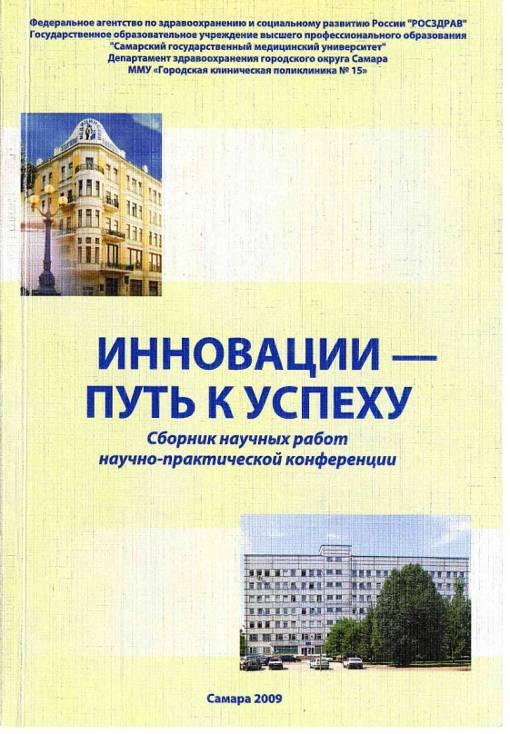 Федеральное агентство по здравоохранению и социальному развитию России "РОСЗДРАВ"
Государственное образовательное учреждение высшего профессионального образования
"Самарский государственный медицинский университет"
Департамент здравоохранения городского округа Самара
ММУ «Городская клиническая поликлиника № 15»
ИННОВАЦИИ —
ПУТЬ К УСПЕХУ
Сборник научных работ
научно-практической конференции
Самара 2009